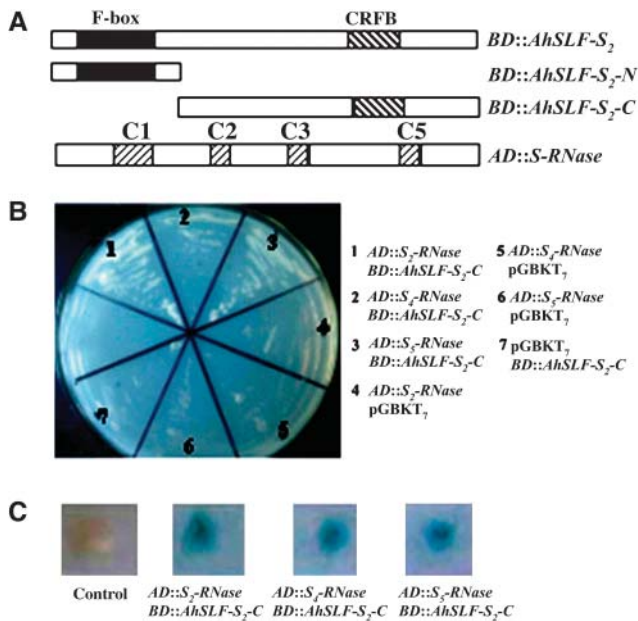 A
F-box
CRFB
BD::AhSLF-S2
BD::AhSLF-S2-N
BD::AhSLF-S2-C
C1 C2 C3 C5
AD::S-RNase
B
1 2 3 4 5 6 7
1 AD::S2-RNase
BD::AhSLF-S2-C
2 AD::S4-RNase
BD::AhSLF-S2-C
3 AD::S5-RNase
BD::AhSLF-S2-C
4 AD::S2-RNase
pGBKT7
5 AD::S4-RNase
pGBKT7
6 AD::S5-RNase
pGBKT7
7 pGBKT7
BD::AhSLF-S2-C
C
Control
AD::S2-RNase
BD::AhSLF-S2-C
AD::S4-RNase
BD::AhSLF-S2-C
AD::S5-RNase
BD::AhSLF-S2-C